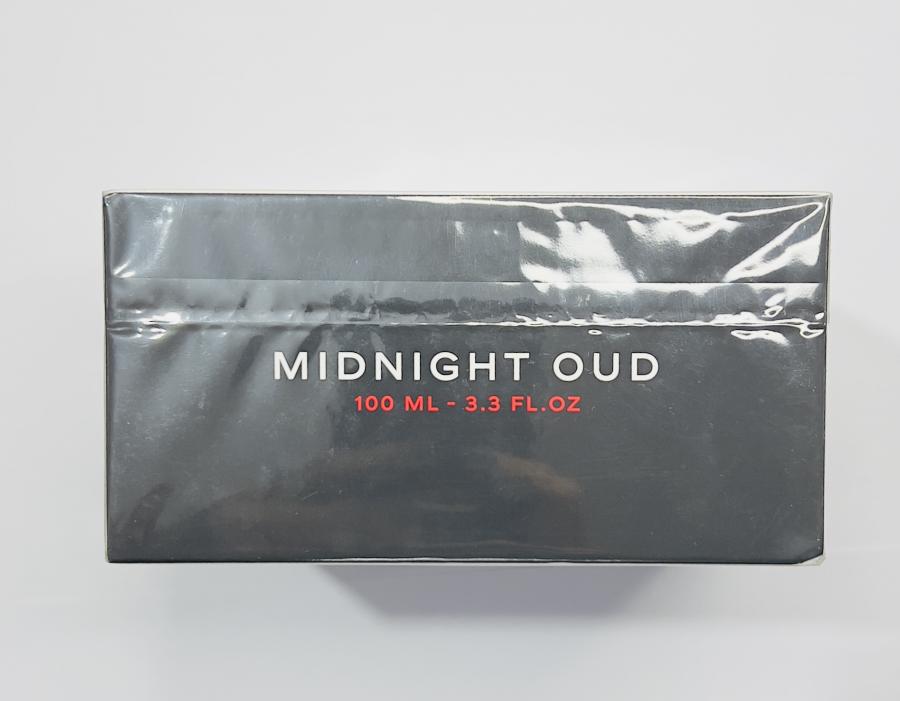 MIDNIGHT OUD
100 ML - 3.3 FL.OZ